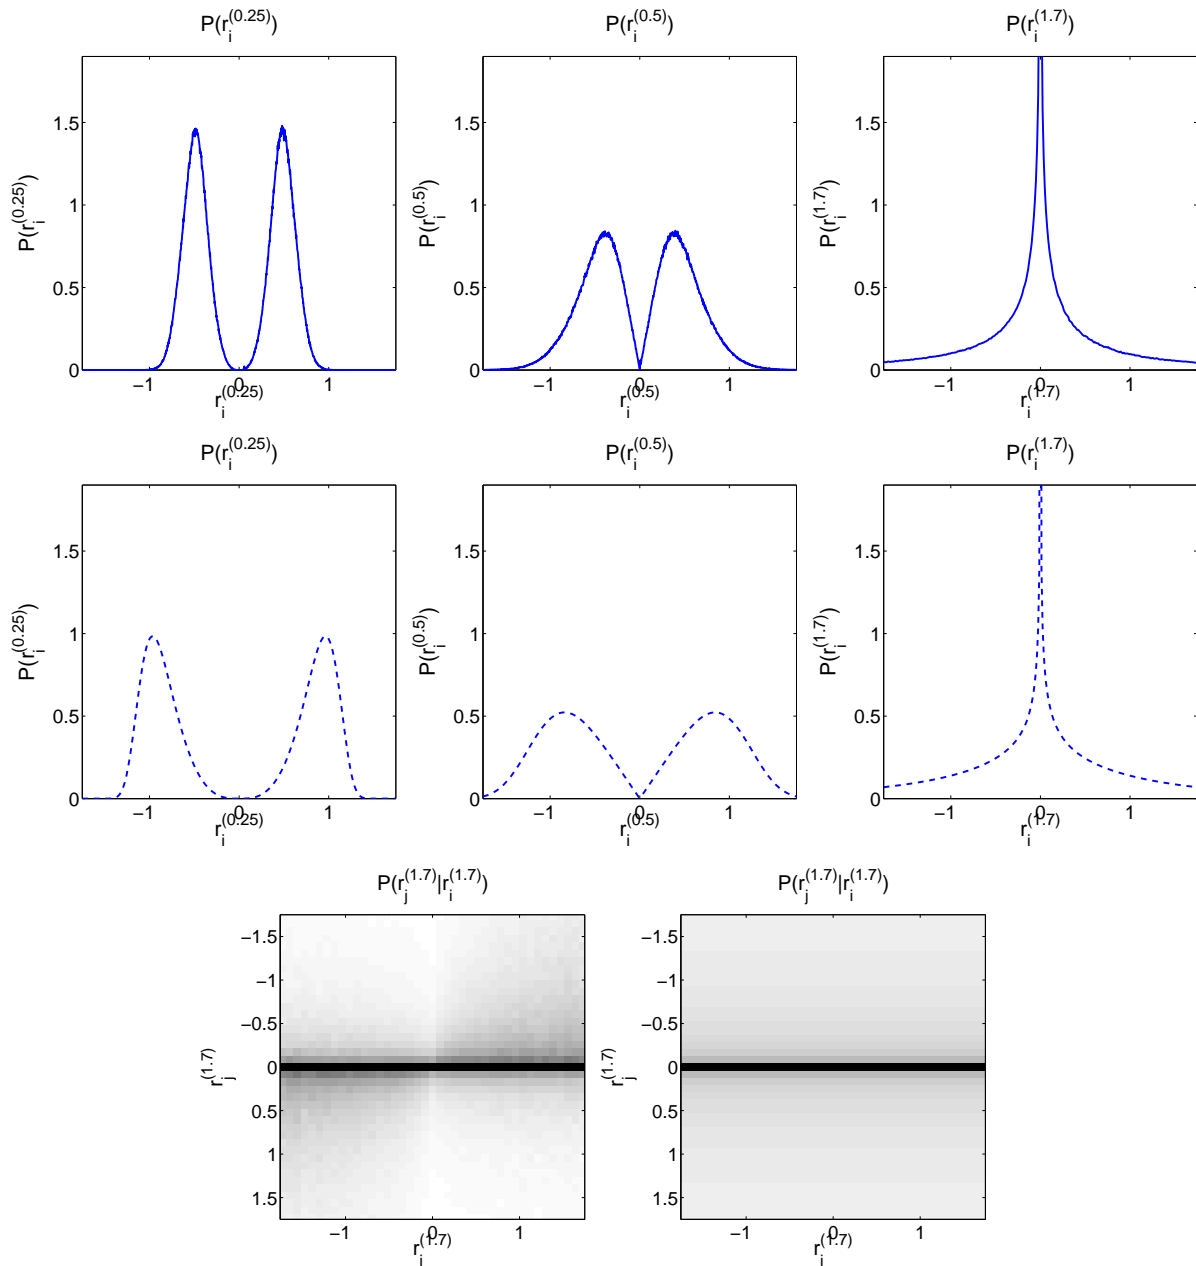 P(r_i^(0.25)) P(r_i^(0.5)) P(r_i^(1.7))
P(r_i^(0.25))
1.5
1
0.5
0
−1 0 1
r_i^(0.25)
P(r_i^(0.5))
1.5
1
0.5
0
−1 0 1
r_i^(0.5)
P(r_i^(1.7))
1.5
1
0.5
0
−1 0 1
r_i^(1.7)
P(r_i^(0.25)) P(r_i^(0.5)) P(r_i^(1.7))
P(r_i^(0.25))
1.5
1
0.5
0
−1 0 1
r_i^(0.25)
P(r_i^(0.5))
1.5
1
0.5
0
−1 0 1
r_i^(0.5)
P(r_i^(1.7))
1.5
1
0.5
0
−1 0 1
r_i^(1.7)
P(r_j^(1.7)|r_i^(1.7)) P(r_j^(1.7)|r_i^(1.7))
r_j^(1.7)
−1.5
−1
−0.5
0
0.5
1
1.5
−1 0 1
r_i^(1.7)
r_j^(1.7)
−1.5
−1
−0.5
0
0.5
1
1.5
−1 0 1
r_i^(1.7)